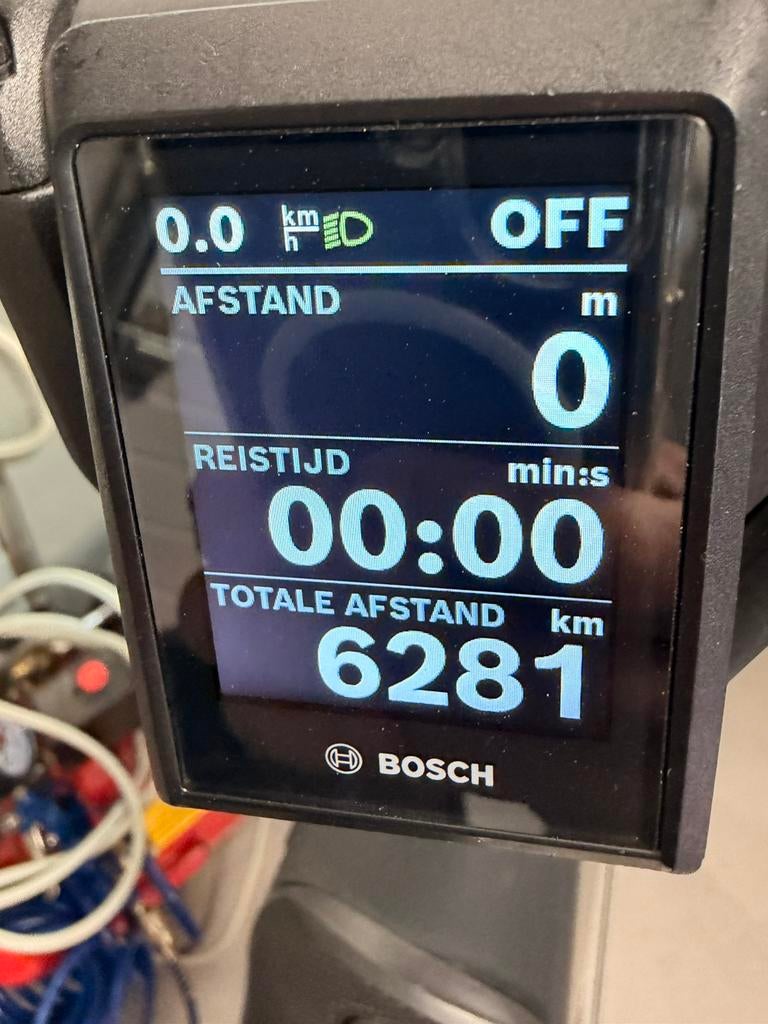 0.0 km/h OFF
AFSTAND m
0
REISTIJD min:s
00:00
TOTALE AFSTAND km
6281
BOSCH